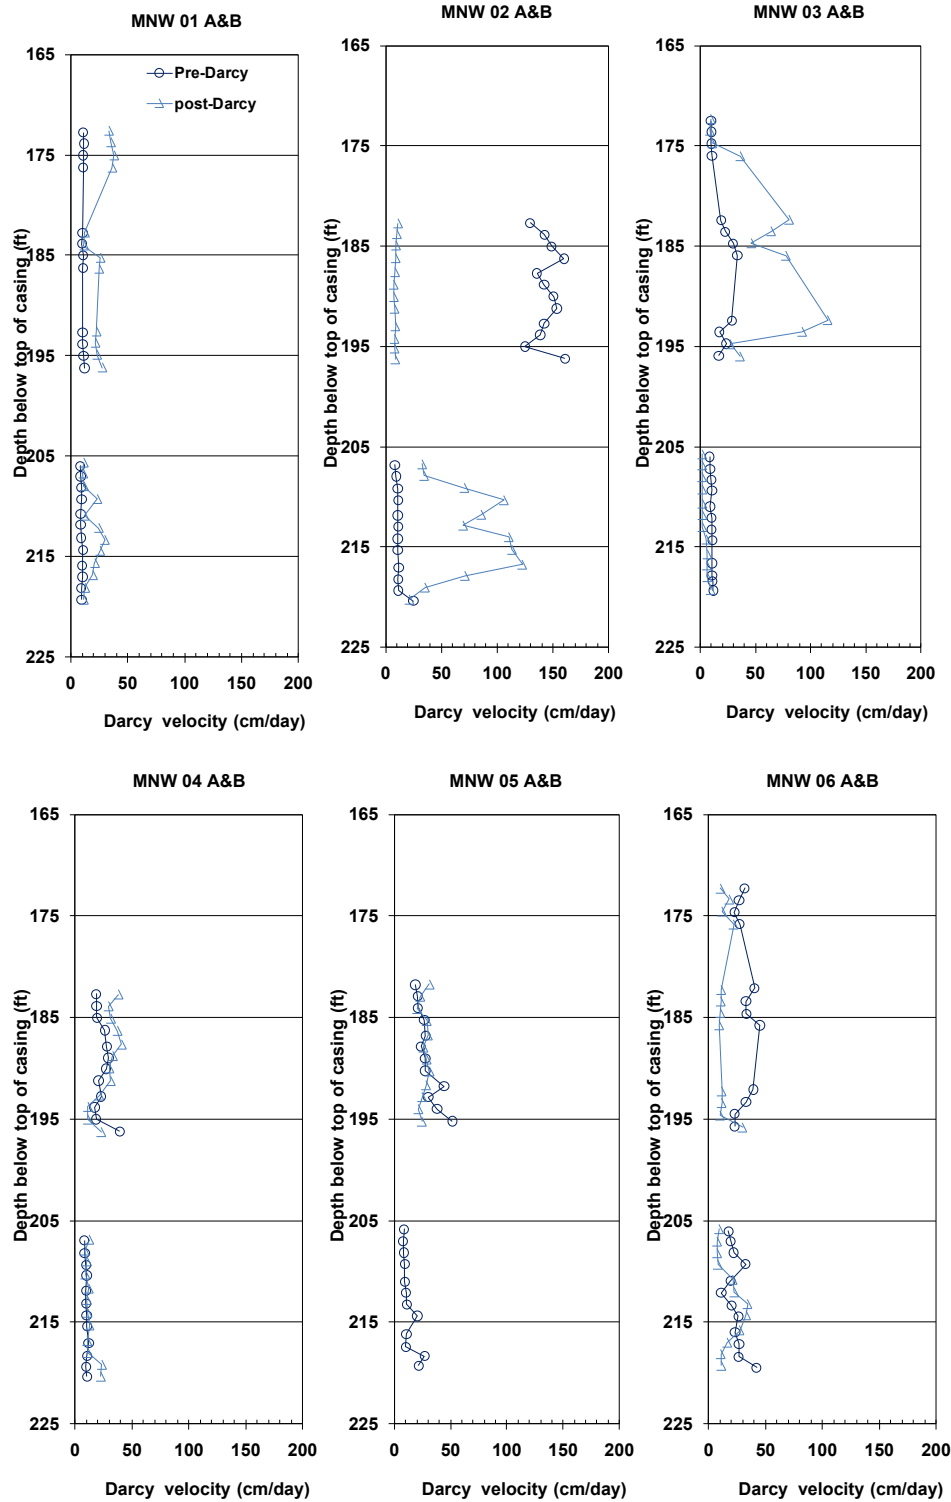 MNW 01 A&B
MNW 02 A&B
MNW 03 A&B
Depth below top of casing (ft)
165
175
185
195
205
215
225
Pre-Darcy
post-Darcy
0 50 100 150 200
Darcy velocity (cm/day)
Depth below top of casing (ft)
165
175
185
195
205
215
225
0 50 100 150 200
Darcy velocity (cm/day)
Depth below top of casing (ft)
165
175
185
195
205
215
225
0 50 100 150 200
Darcy velocity (cm/day)
MNW 04 A&B
MNW 05 A&B
MNW 06 A&B
Depth below top of casing (ft)
165
175
185
195
205
215
225
0 50 100 150 200
Darcy velocity (cm/day)
Depth below top of casing (ft)
165
175
185
195
205
215
225
0 50 100 150 200
Darcy velocity (cm/day)
Depth below top of casing (ft)
165
175
185
195
205
215
225
0 50 100 150 200
Darcy velocity (cm/day)